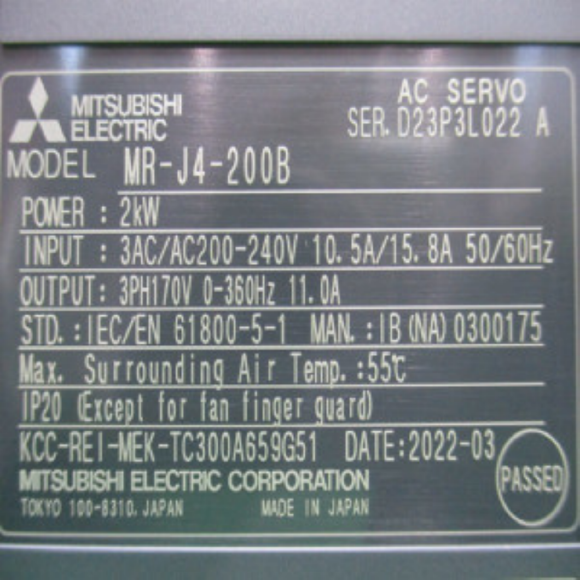 MITSUBISHI
ELECTRIC
AC SERVO
SER. D23P3L022 A
MODEL MR-J4-200B
POWER : 2kW
INPUT : 3AC/AC200-240V 10.5A/15.8A 50/60Hz
OUTPUT: 3PH170V 0-360Hz 11.0A
STD.:IEC/EN 61800-5-1 MAN.:IB(NA)0300175
Max. Surrounding Air Temp.:55℃
IP20 (Except for fan finger guard)
KCC-REI-MEK-TC300A659G51 DATE:2022-03
MITSUBISHI ELECTRIC CORPORATION
PASSED
TOKYO 100-8310, JAPAN MADE IN JAPAN